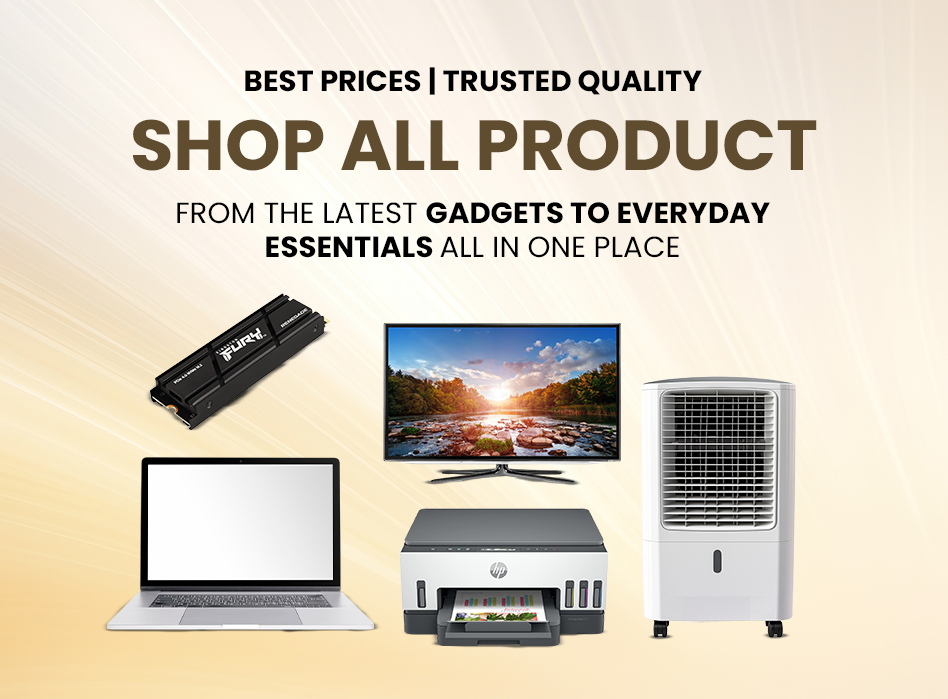 BEST PRICES | TRUSTED QUALITY
SHOP ALL PRODUCT
FROM THE LATEST GADGETS TO EVERYDAY
ESSENTIALS ALL IN ONE PLACE
FURY
RENEGADE
hp